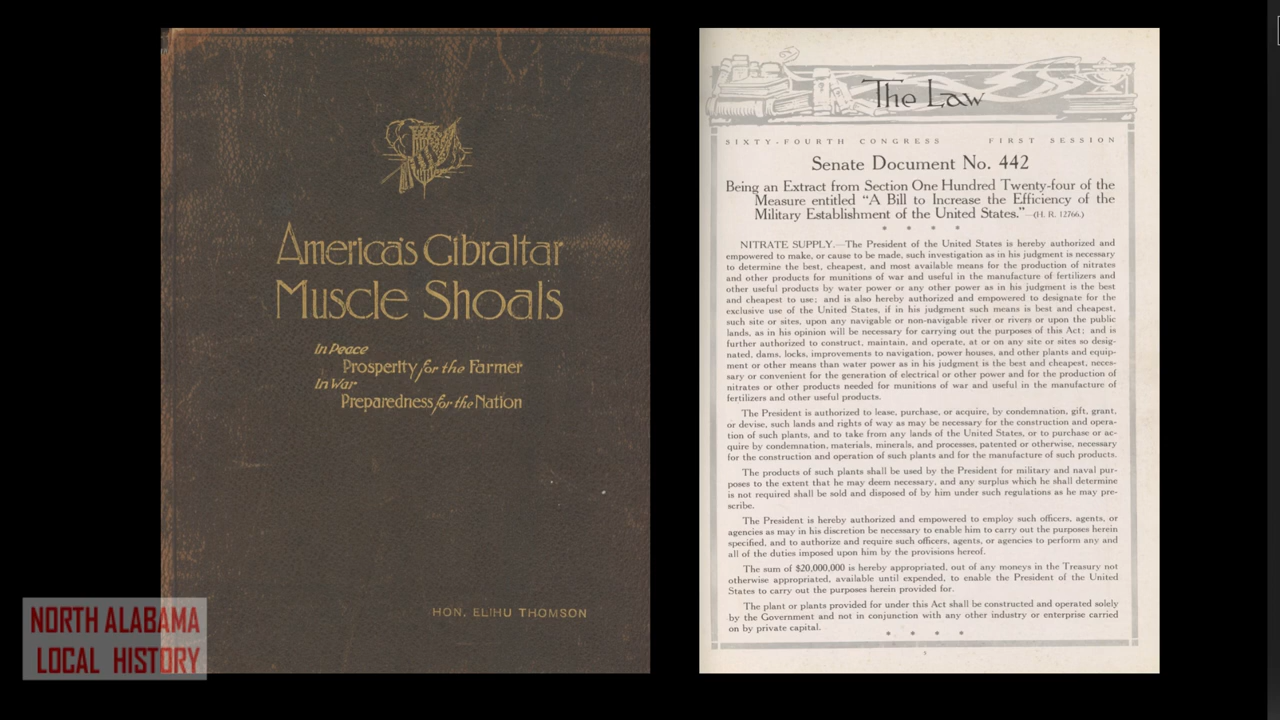 America's Gibraltar
Muscle Shoals
In Peace
Prosperity for the Farmer
In War
Preparedness for the Nation
HON. ELIHU THOMSON
NORTH ALABAMA
LOCAL HISTORY
The Law
SIXTY-FOURTH CONGRESS FIRST SESSION
Senate Document No. 442
Being an Extract from Section One Hundred Twenty-four of the
Measure entitled “A Bill to Increase the Efficiency of the
Military Establishment of the United States.”—(H. R. 12766.)
* * * *
NITRATE SUPPLY.—The President of the United States is hereby authorized and
empowered to make, or cause to be made, such investigation as in his judgment is necessary
to determine the best, cheapest, and most available means for the production of nitrates
and other products for munitions of war and useful in the manufacture of fertilizers and
other useful products by water power or any other power as in his judgment is the best
and cheapest to use; and is also hereby authorized and empowered to designate for the
exclusive use of the United States, if in his judgment such means is best and cheapest,
such site or sites, upon any navigable or non-navigable river or rivers or upon the public
lands, as in his opinion will be necessary for carrying out the purposes of this Act; and is
further authorized to construct, maintain, and operate, at or on any site or sites so desig-
nated, dams, locks, improvements to navigation, power houses, and other plants and equip-
ment or other means than water power as in his judgment is the best and cheapest, neces-
sary or convenient for the generation of electrical or other power and for the production of
nitrates or other products needed for munitions of war and useful in the manufacture of
fertilizers and other useful products.
The President is authorized to lease, purchase, or acquire, by condemnation, gift, grant,
or devise, such lands and rights of way as may be necessary for the construction and opera-
tion of such plants, and to take from any lands of the United States, or to purchase or ac-
quire by condemnation, materials, minerals, and processes, patented or otherwise, necessary
for the construction and operation of such plants and for the manufacture of such products.
The products of such plants shall be used by the President for military and naval pur-
poses to the extent that he may deem necessary, and any surplus which he shall determine
is not required shall be sold and disposed of by him under such regulations as he may pre-
scribe.
The President is hereby authorized and empowered to employ such officers, agents, or
agencies as may in his discretion be necessary to enable him to carry out the purposes herein
specified, and to authorize and require such officers, agents, or agencies to perform any and
all of the duties imposed upon him by the provisions hereof.
The sum of $20,000,000 is hereby appropriated, out of any moneys in the Treasury not
otherwise appropriated, available until expended, to enable the President of the United
States to carry out the purposes herein provided for.
The plant or plants provided for under this Act shall be constructed and operated solely
by the Government and not in conjunction with any other industry or enterprise carried
on by private capital.
* * * *